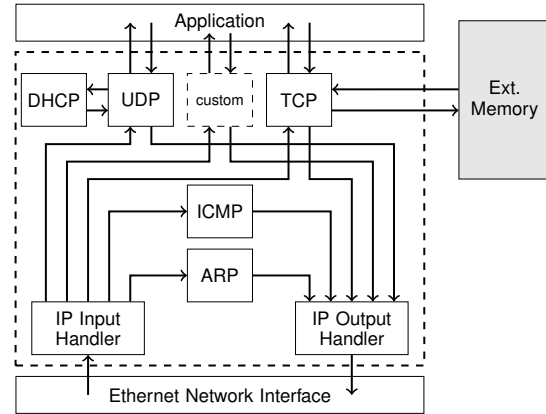 Application
DHCP
UDP
custom
TCP
Ext.
Memory
ICMP
ARP
IP Input
Handler
IP Output
Handler
Ethernet Network Interface